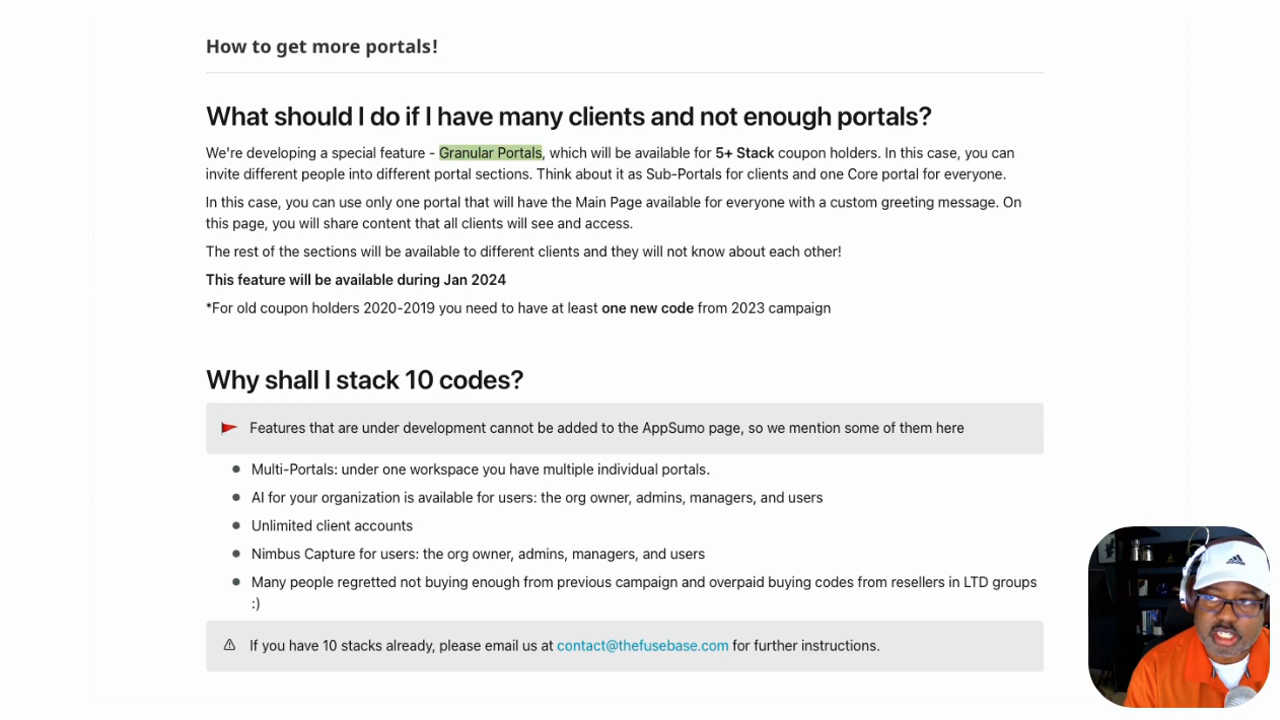 How to get more portals!
What should I do if I have many clients and not enough portals?
We're developing a special feature - Granular Portals, which will be available for 5+ Stack coupon holders. In this case, you can
invite different people into different portal sections. Think about it as Sub-Portals for clients and one Core portal for everyone.
In this case, you can use only one portal that will have the Main Page available for everyone with a custom greeting message. On
this page, you will share content that all clients will see and access.
The rest of the sections will be available to different clients and they will not know about each other!
This feature will be available during Jan 2024
*For old coupon holders 2020-2019 you need to have at least one new code from 2023 campaign
Why shall I stack 10 codes?
Features that are under development cannot be added to the AppSumo page, so we mention some of them here
Multi-Portals: under one workspace you have multiple individual portals.
AI for your organization is available for users: the org owner, admins, managers, and users
Unlimited client accounts
Nimbus Capture for users: the org owner, admins, managers, and users
Many people regretted not buying enough from previous campaign and overpaid buying codes from resellers in LTD groups
:)
If you have 10 stacks already, please email us at contact@thefusebase.com for further instructions.